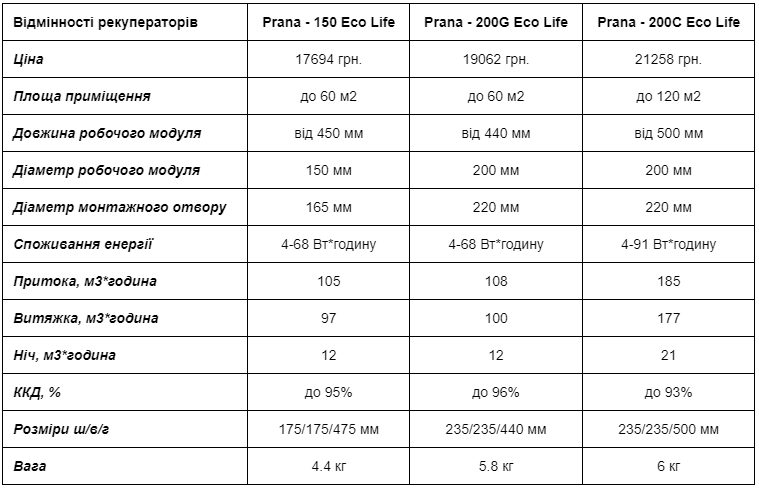 Відмінності рекуператорів Prana - 150 Eco Life Prana - 200G Eco Life Prana - 200C Eco Life
Ціна 17694 грн. 19062 грн. 21258 грн.
Площа приміщення до 60 м2 до 60 м2 до 120 м2
Довжина робочого модуля від 450 мм від 440 мм від 500 мм
Діаметр робочого модуля 150 мм 200 мм 200 мм
Діаметр монтажного отвору 165 мм 220 мм 220 мм
Споживання енергії 4-68 Вт*годину 4-68 Вт*годину 4-91 Вт*годину
Притока, м3*година 105 108 185
Витяжка, м3*година 97 100 177
Ніч, м3*година 12 12 21
ККД, % до 95% до 96% до 93%
Розміри ш/в/г 175/175/475 мм 235/235/440 мм 235/235/500 мм
Вага 4.4 кг 5.8 кг 6 кг